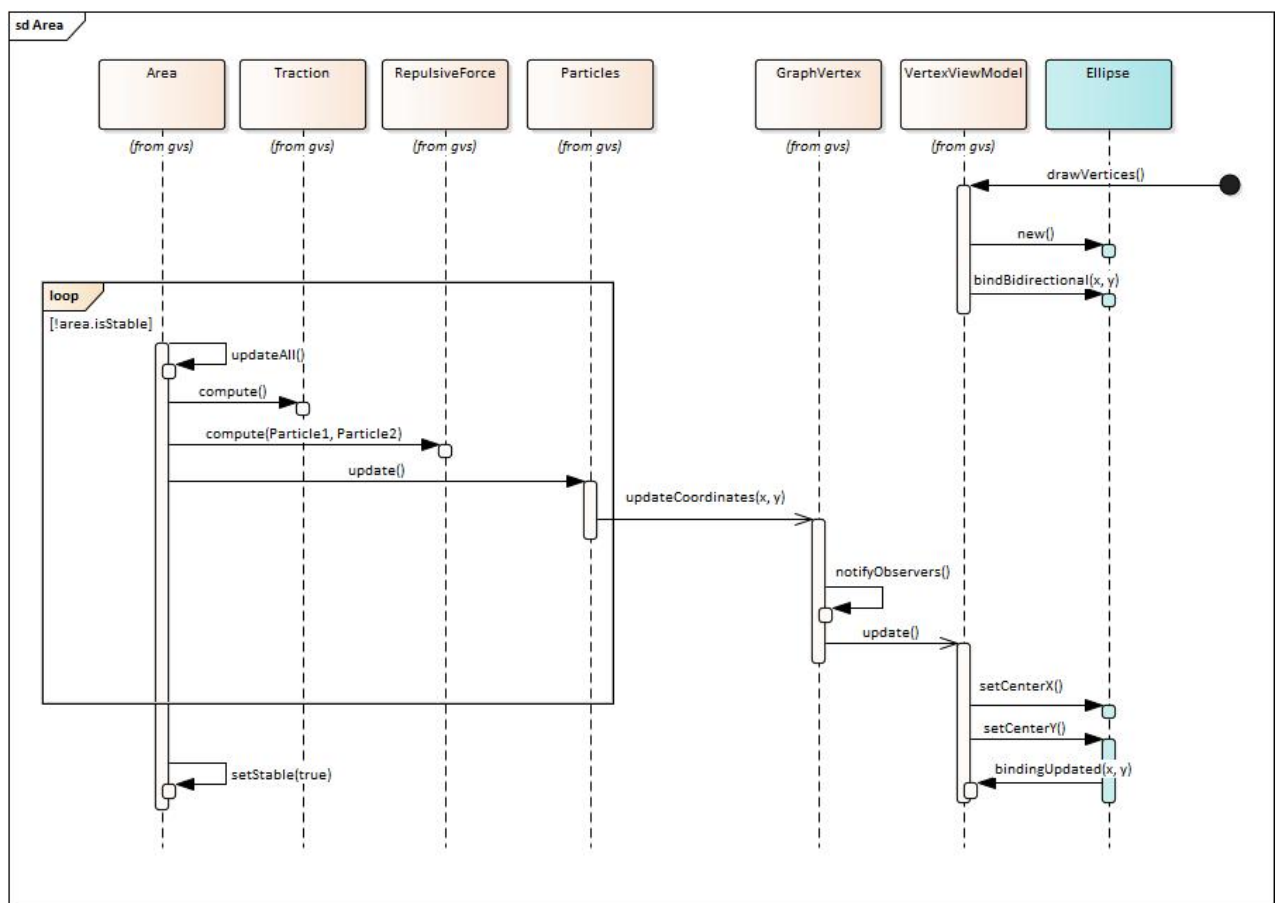 sd Area
Area
Traction
RepulsiveForce
Particles
GraphVertex
VertexViewModel
Ellipse
(from gvs)
(from gvs)
(from gvs)
(from gvs)
(from gvs)
(from gvs)
drawVertices()
new()
bindBidirectional(x, y)
loop
[!area.isStable]
updateAll()
compute()
compute(Particle1, Particle2)
update()
updateCoordinates(x, y)
notifyObservers()
update()
setCenterX()
setCenterY()
bindingUpdated(x, y)
setStable(true)